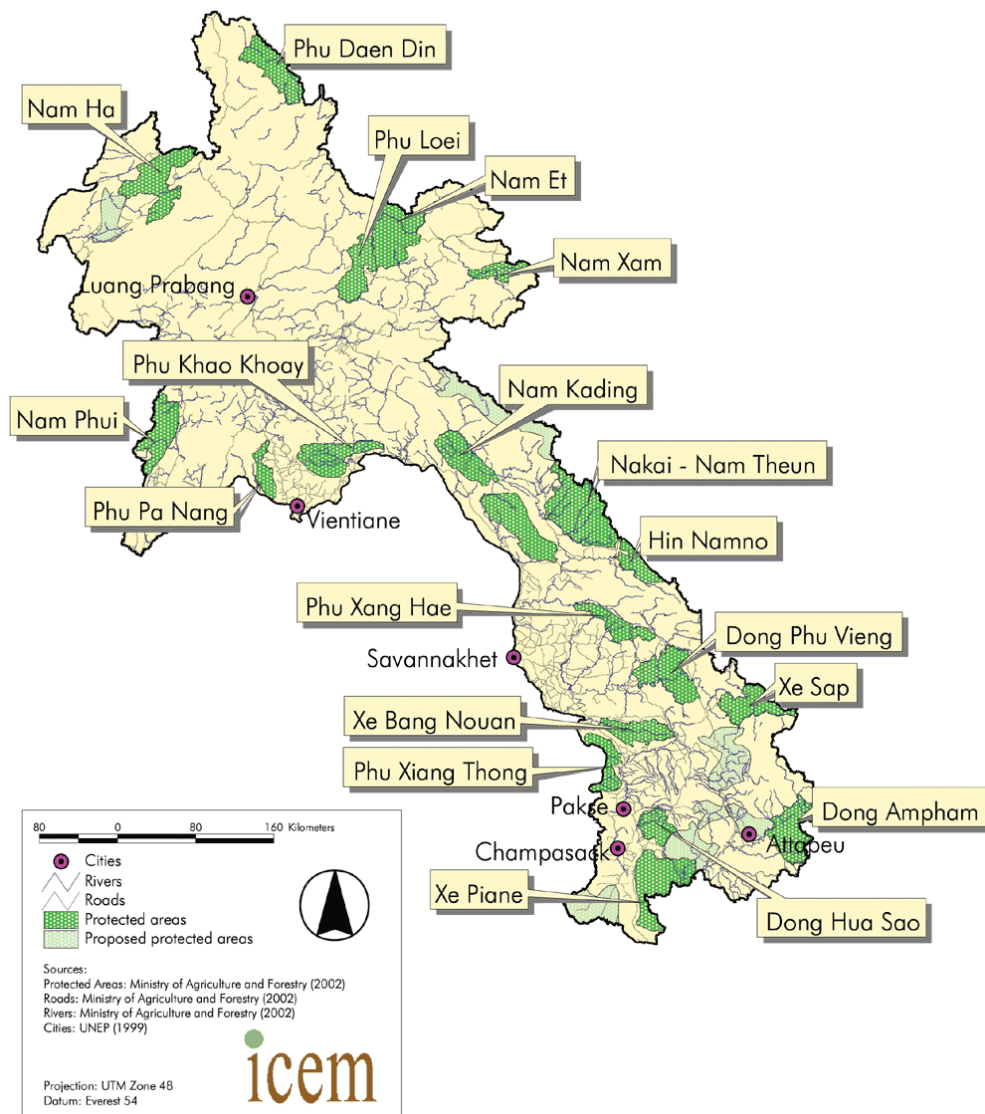 Phu Daen Din
Nam Ha
Phu Loei
Nam Et
Nam Xam
Luang Prabang
Phu Khao Khoay
Nam Kading
Nam Phui
Nakai - Nam Theun
Phu Pa Nang
Vientiane
Hin Namno
Phu Xang Hae
Dong Phu Vieng
Savannakhet
Xe Sap
Xe Bang Nouan
Phu Xiang Thong
Pakse
Dong Ampham
Champasack
Attapeu
Xe Piane
Dong Hua Sao
80 0 80 160 Kilometers
Cities
Rivers
Roads
Protected areas
Proposed protected areas
Sources:
Protected Areas: Ministry of Agriculture and Forestry (2002)
Roads: Ministry of Agriculture and Forestry (2002)
Rivers: Ministry of Agriculture and Forestry (2002)
Cities: UNEP (1999)
icem
Projection: UTM Zone 48
Datum: Everest 54